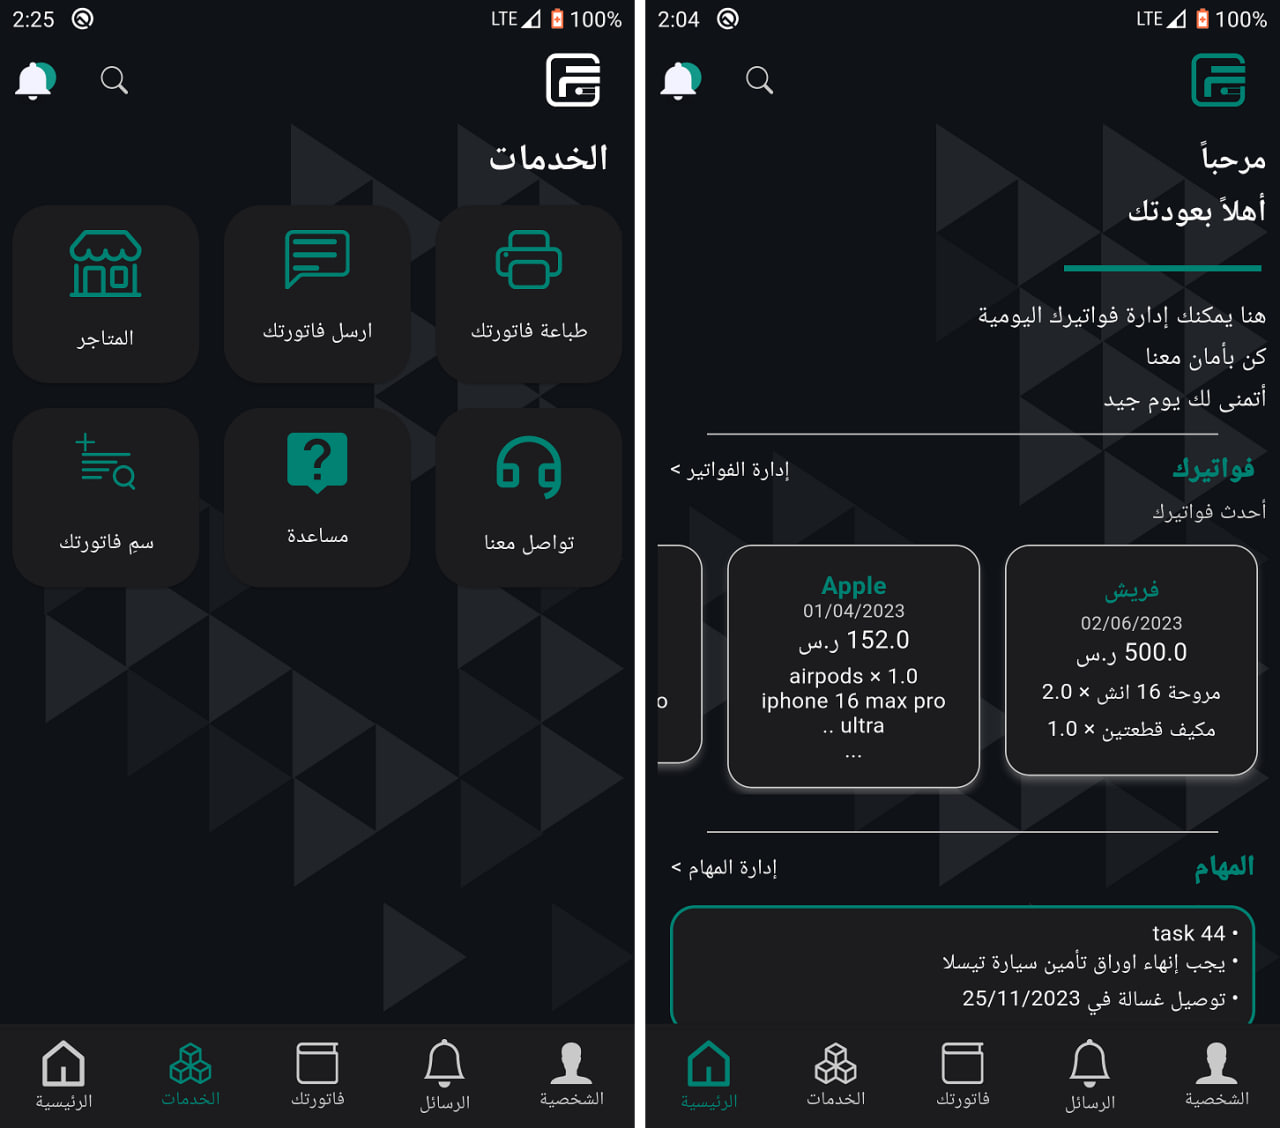 2:25
LTE 100%
الخدمات
طباعة فاتورتك
ارسل فاتورتك
المتاجر
تواصل معنا
مساعدة
سمِ فاتورتك
الشخصية
الرسائل
فاتورتك
الخدمات
الرئيسية
2:04
LTE 100%
مرحباً
أهلاً بعودتك
هنا يمكنك إدارة فواتيرك اليومية
كن بأمان معنا
أتمنى لك يوم جيد
فواتيرك
إدارة الفواتير >
أحدث فواتيرك
فريش
02/06/2023
500.0 ر.س
مروحة 16 انش × 2.0
مكيف قطعتين × 1.0
Apple
01/04/2023
152.0 ر.س
airpods × 1.0
iphone 16 max pro
ultra ..
...
o
المهام
إدارة المهام >
• task 44
• يجب إنهاء اوراق تأمين سيارة تيسلا
• توصيل غسالة في 25/11/2023
الشخصية
الرسائل
فاتورتك
الخدمات
الرئيسية